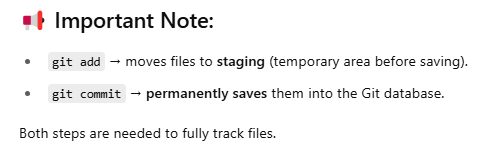 📢 Important Note:
• git add → moves files to staging (temporary area before saving).
• git commit → permanently saves them into the Git database.
Both steps are needed to fully track files.